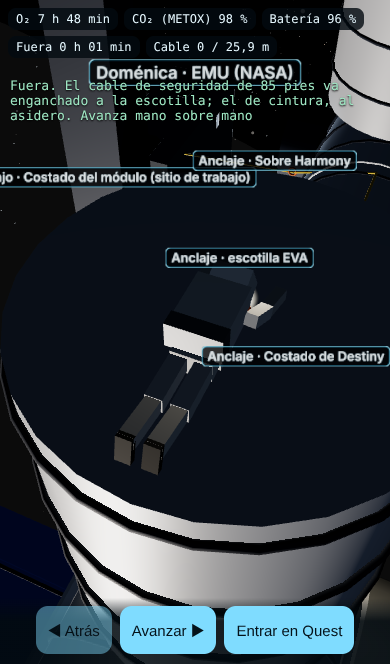 O₂ 7 h 48 min
CO₂ (METOX) 98 %
Batería 96 %
Fuera 0 h 01 min
Cable 0 / 25,9 m
Doménica · EMU (NASA)
Fuera. El cable de seguridad de 85 pies va
enganchado a la escotilla; el de cintura, al
asidero. Avanza mano sobre mano
Anclaje · Sobre Harmony
jo · Costado del módulo (sitio de trabajo)
Anclaje · escotilla EVA
Anclaje · Costado de Destiny
◀ Atrás
Avanzar ▶
Entrar en Quest